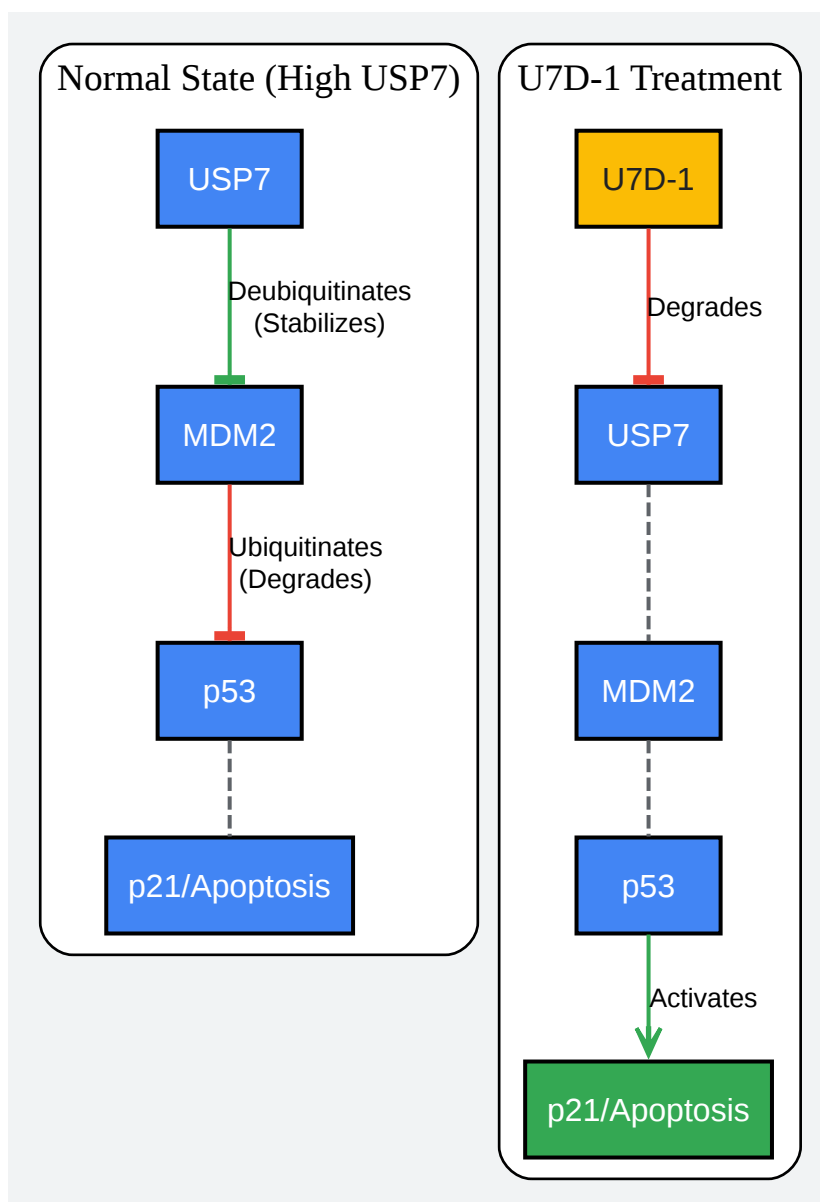 Normal State (High USP7)
USP7
Deubiquitinates
(Stabilizes)
MDM2
Ubiquitinates
(Degrades)
p53
p21/Apoptosis
U7D-1 Treatment
U7D-1
Degrades
USP7
MDM2
p53
Activates
p21/Apoptosis